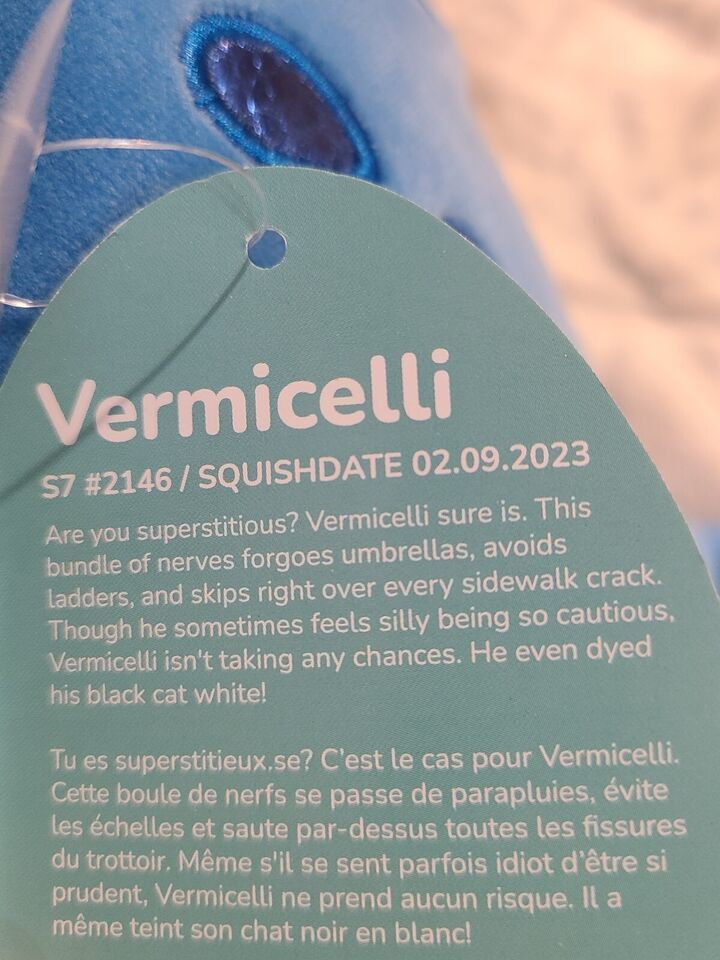 Vermicelli
S7 #2146 / SQUISHDATE 02.09.2023
Are you superstitious? Vermicelli sure is. This
bundle of nerves forgoes umbrellas, avoids
ladders, and skips right over every sidewalk crack.
Though he sometimes feels silly being so cautious,
Vermicelli isn't taking any chances. He even dyed
his black cat white!
Tu es superstitieux.se? C'est le cas pour Vermicelli.
Cette boule de nerfs se passe de parapluies, évite
les échelles et saute par-dessus toutes les fissures
du trottoir. Même s'il se sent parfois idiot d'être si
prudent, Vermicelli ne prend aucun risque. Il a
même teint son chat noir en blanc!